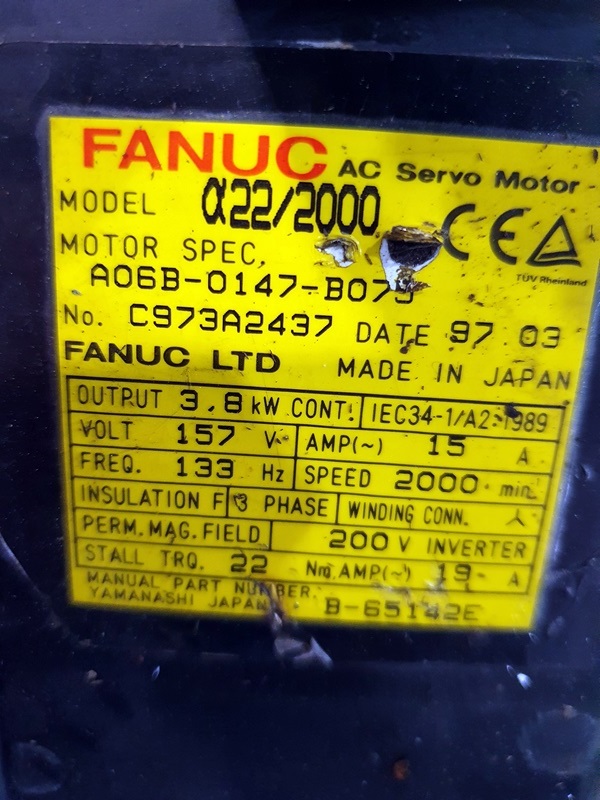 FANUC AC Servo Motor
MODEL α22/2000
MOTOR SPEC. CE
TÜV Rheinland
A06B-0147-B075
No. C973A2437 DATE 97.03
FANUC LTD MADE IN JAPAN
OUTPUT 3.8 kW CONT. IEC34-1/A2:1989
VOLT 157 V AMP(~) 15 A
FREQ. 133 Hz SPEED 2000 min
INSULATION F 3 PHASE WINDING CONN. 人
PERM. MAG. FIELD 200 V INVERTER
STALL TRQ. 22 Nm AMP(~) 19 A
MANUAL PART NUMBER.
YAMANASHI JAPAN B-65142E